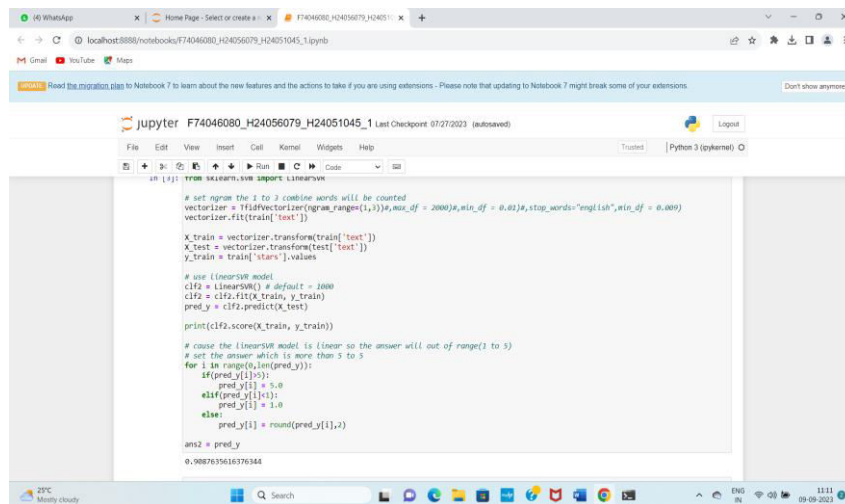 (4) WhatsApp
Home Page - Select or create a n
F74046080_H24056079_H24051C
localhost:8888/notebooks/F74046080_H24056079_H24051045_1.ipynb
Gmail YouTube Maps
UPDATE Read the migration plan to Notebook 7 to learn about the new features and the actions to take if you are using extensions - Please note that updating to Notebook 7 might break some of your extensions.
Don't show anymore
jupyter F74046080_H24056079_H24051045_1 Last Checkpoint 07/27/2023 (autosaved)
Logout
File Edit View Insert Cell Kernel Widgets Help
Trusted
Python 3 (ipykernel)
Run Code
In [3]: from sklearn.svm import LinearSVR
# set ngram the 1 to 3 combine words will be counted
vectorizer = TfidfVectorizer(ngram_range=(1,3))#,max_df = 2000)#,min_df = 0.01)#,stop_words="english",min_df = 0.009)
vectorizer.fit(train['text'])
X_train = vectorizer.transform(train['text'])
X_test = vectorizer.transform(test['text'])
y_train = train['stars'].values
# use linearSVR model
clf2 = LinearSVR() # default = 1000
clf2 = clf2.fit(X_train, y_train)
pred_y = clf2.predict(X_test)
print(clf2.score(X_train, y_train))
# cause the linearSVR model is linear so the answer will out of range(1 to 5)
# set the answer which is more than 5 to 5
for i in range(0,len(pred_y)):
if(pred_y[i]>5):
pred_y[i] = 5.0
elif(pred_y[i]<1):
pred_y[i] = 1.0
else:
pred_y[i] = round(pred_y[i],2)
ans2 = pred_y
0.9087635616376344
25°C
Mostly cloudy
Search
ENG
IN
11:11
09-09-2023